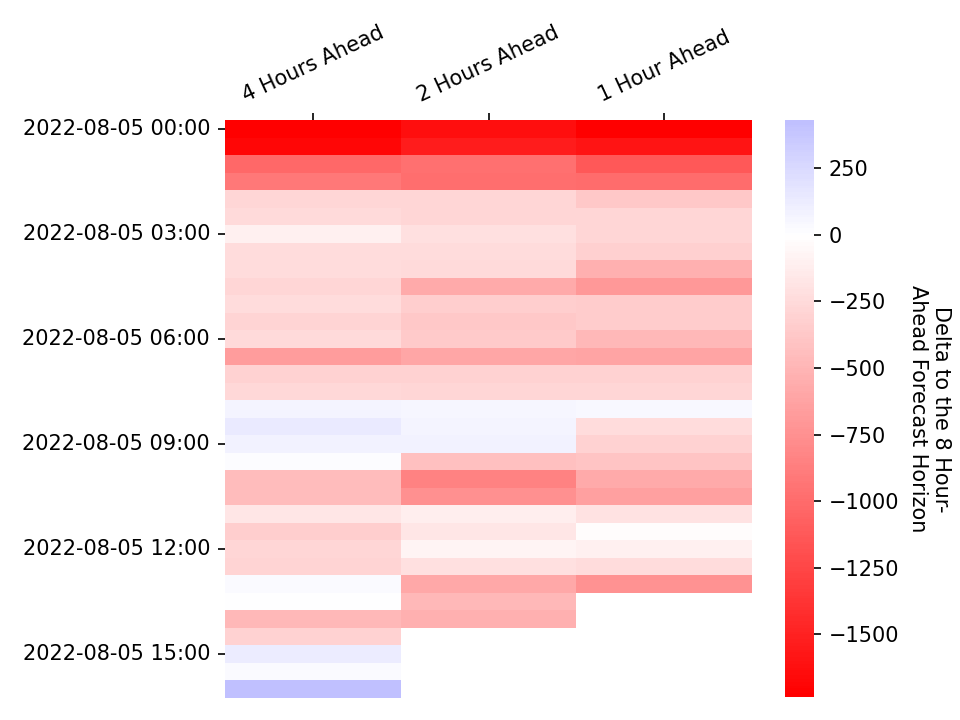 4 Hours Ahead
2 Hours Ahead
1 Hour Ahead
2022-08-05 00:00
2022-08-05 03:00
2022-08-05 06:00
2022-08-05 09:00
2022-08-05 12:00
2022-08-05 15:00
250
0
−250
−500
−750
−1000
−1250
−1500
Delta to the 8 Hour-
Ahead Forecast Horizon